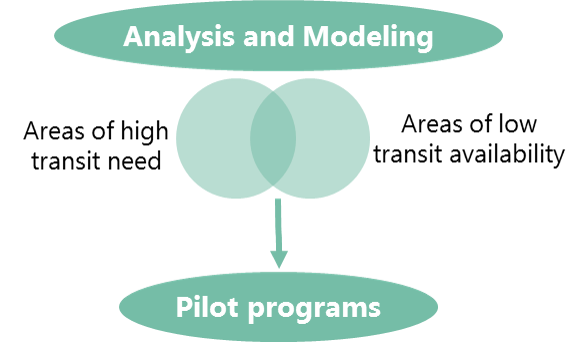 Analysis and Modeling
Areas of high
transit need
Areas of low
transit availability
Pilot programs